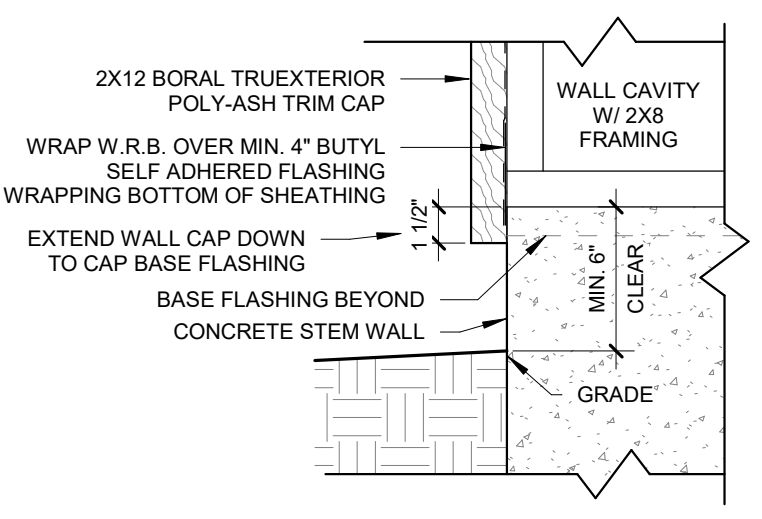 2X12 BORAL TRUEXTERIOR
POLY-ASH TRIM CAP
WRAP W.R.B. OVER MIN. 4" BUTYL
SELF ADHERED FLASHING
WRAPPING BOTTOM OF SHEATHING
EXTEND WALL CAP DOWN
TO CAP BASE FLASHING
BASE FLASHING BEYOND
CONCRETE STEM WALL
1 1/2"
WALL CAVITY
W/ 2X8
FRAMING
MIN. 6"
CLEAR
GRADE